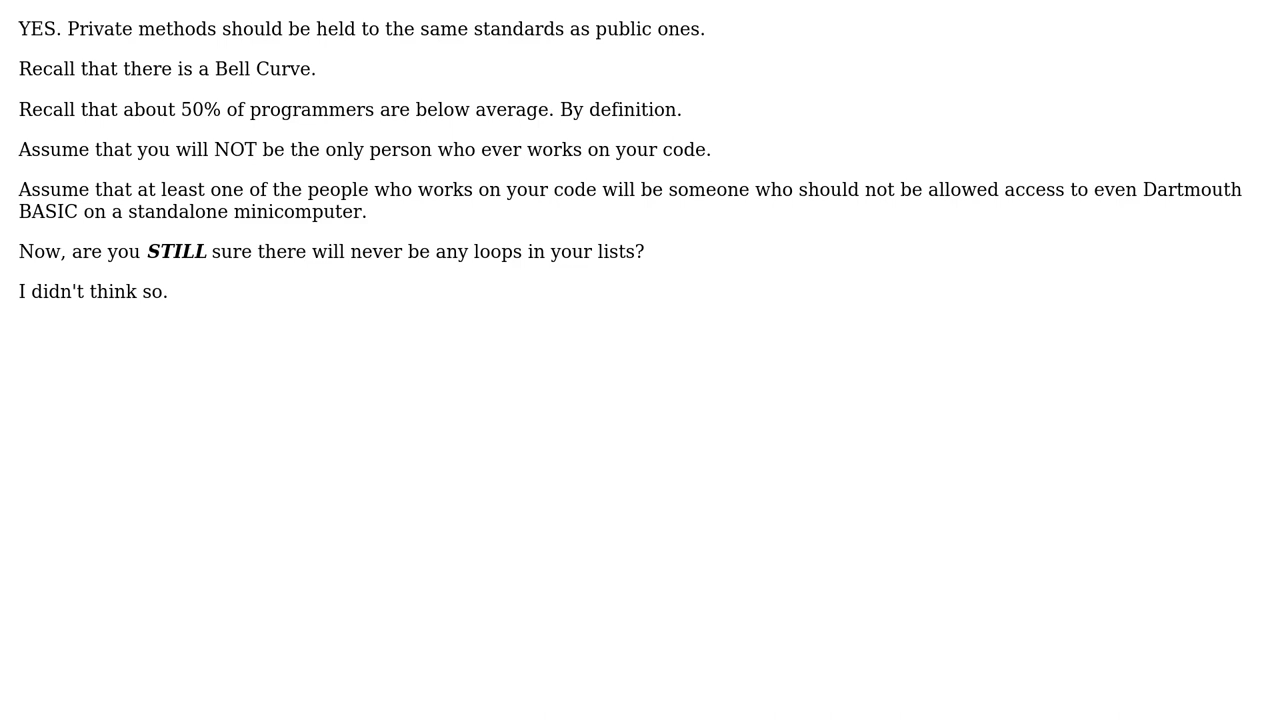 YES. Private methods should be held to the same standards as public ones.
Recall that there is a Bell Curve.
Recall that about 50% of programmers are below average. By definition.
Assume that you will NOT be the only person who ever works on your code.
Assume that at least one of the people who works on your code will be someone who should not be allowed access to even Dartmouth
BASIC on a standalone minicomputer.
Now, are you STILL sure there will never be any loops in your lists?
I didn't think so.